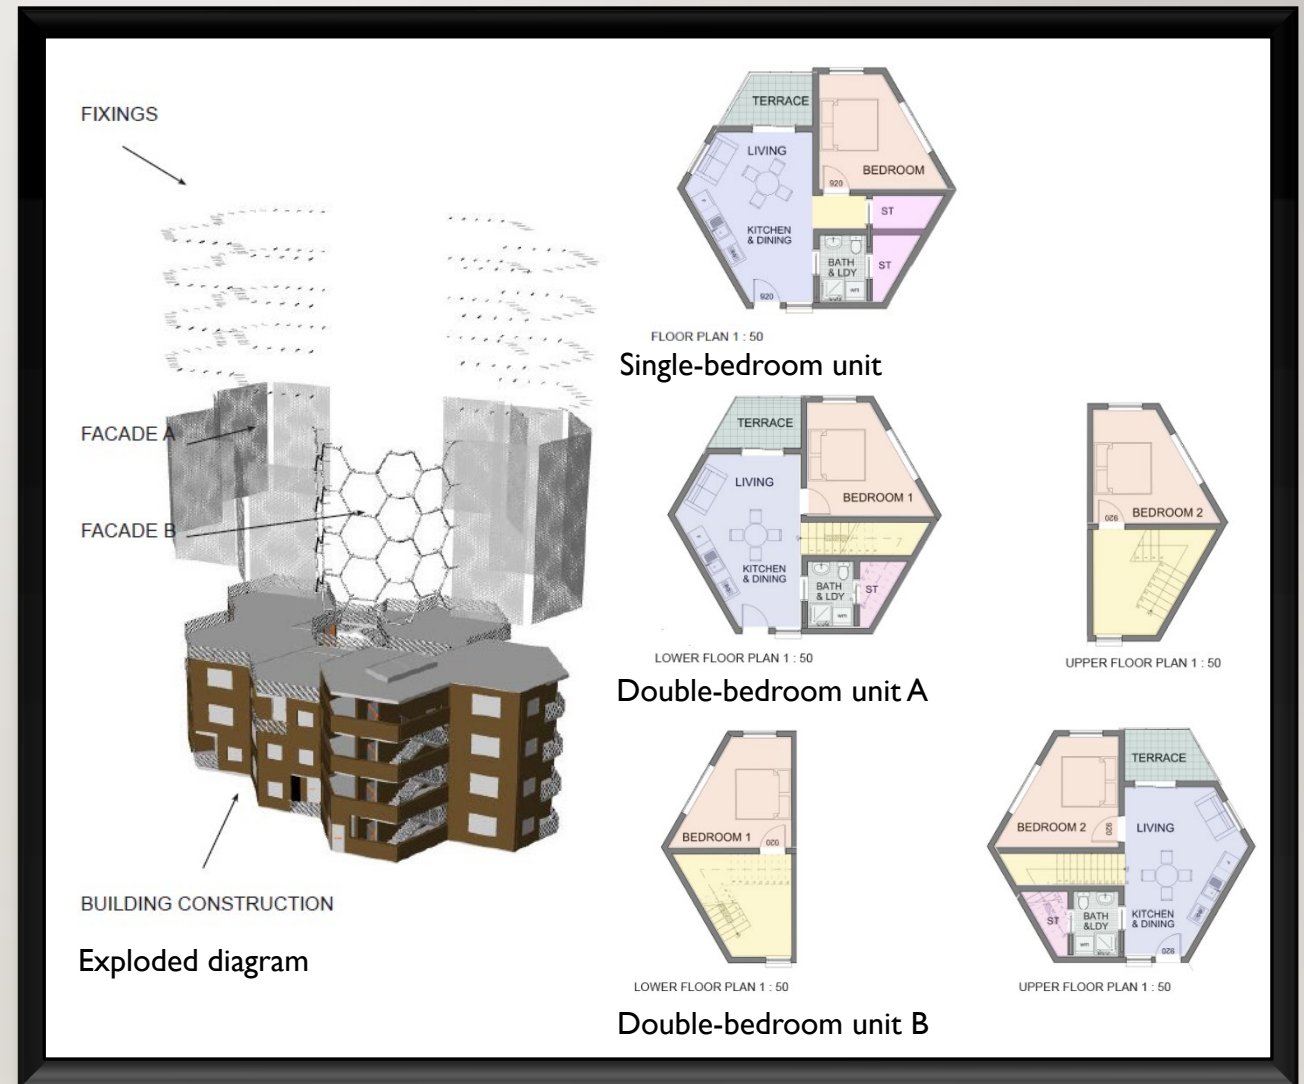 FIXINGS
FACADE A
FACADE B
BUILDING CONSTRUCTION
Exploded diagram
TERRACE
LIVING
BEDROOM
920
ST
KITCHEN
& DINING
BATH
& LDY
ST
wm
920
FLOOR PLAN 1 : 50
Single-bedroom unit
TERRACE
LIVING
BEDROOM 1
KITCHEN
& DINING
BATH
& LDY
ST
wm
LOWER FLOOR PLAN 1 : 50
920
BEDROOM 2
UPPER FLOOR PLAN 1 : 50
Double-bedroom unit A
BEDROOM 1
920
LOWER FLOOR PLAN 1 : 50
TERRACE
BEDROOM 2
920
LIVING
ST
BATH
&LDY
KITCHEN
& DINING
wm
920
UPPER FLOOR PLAN 1 : 50
Double-bedroom unit B